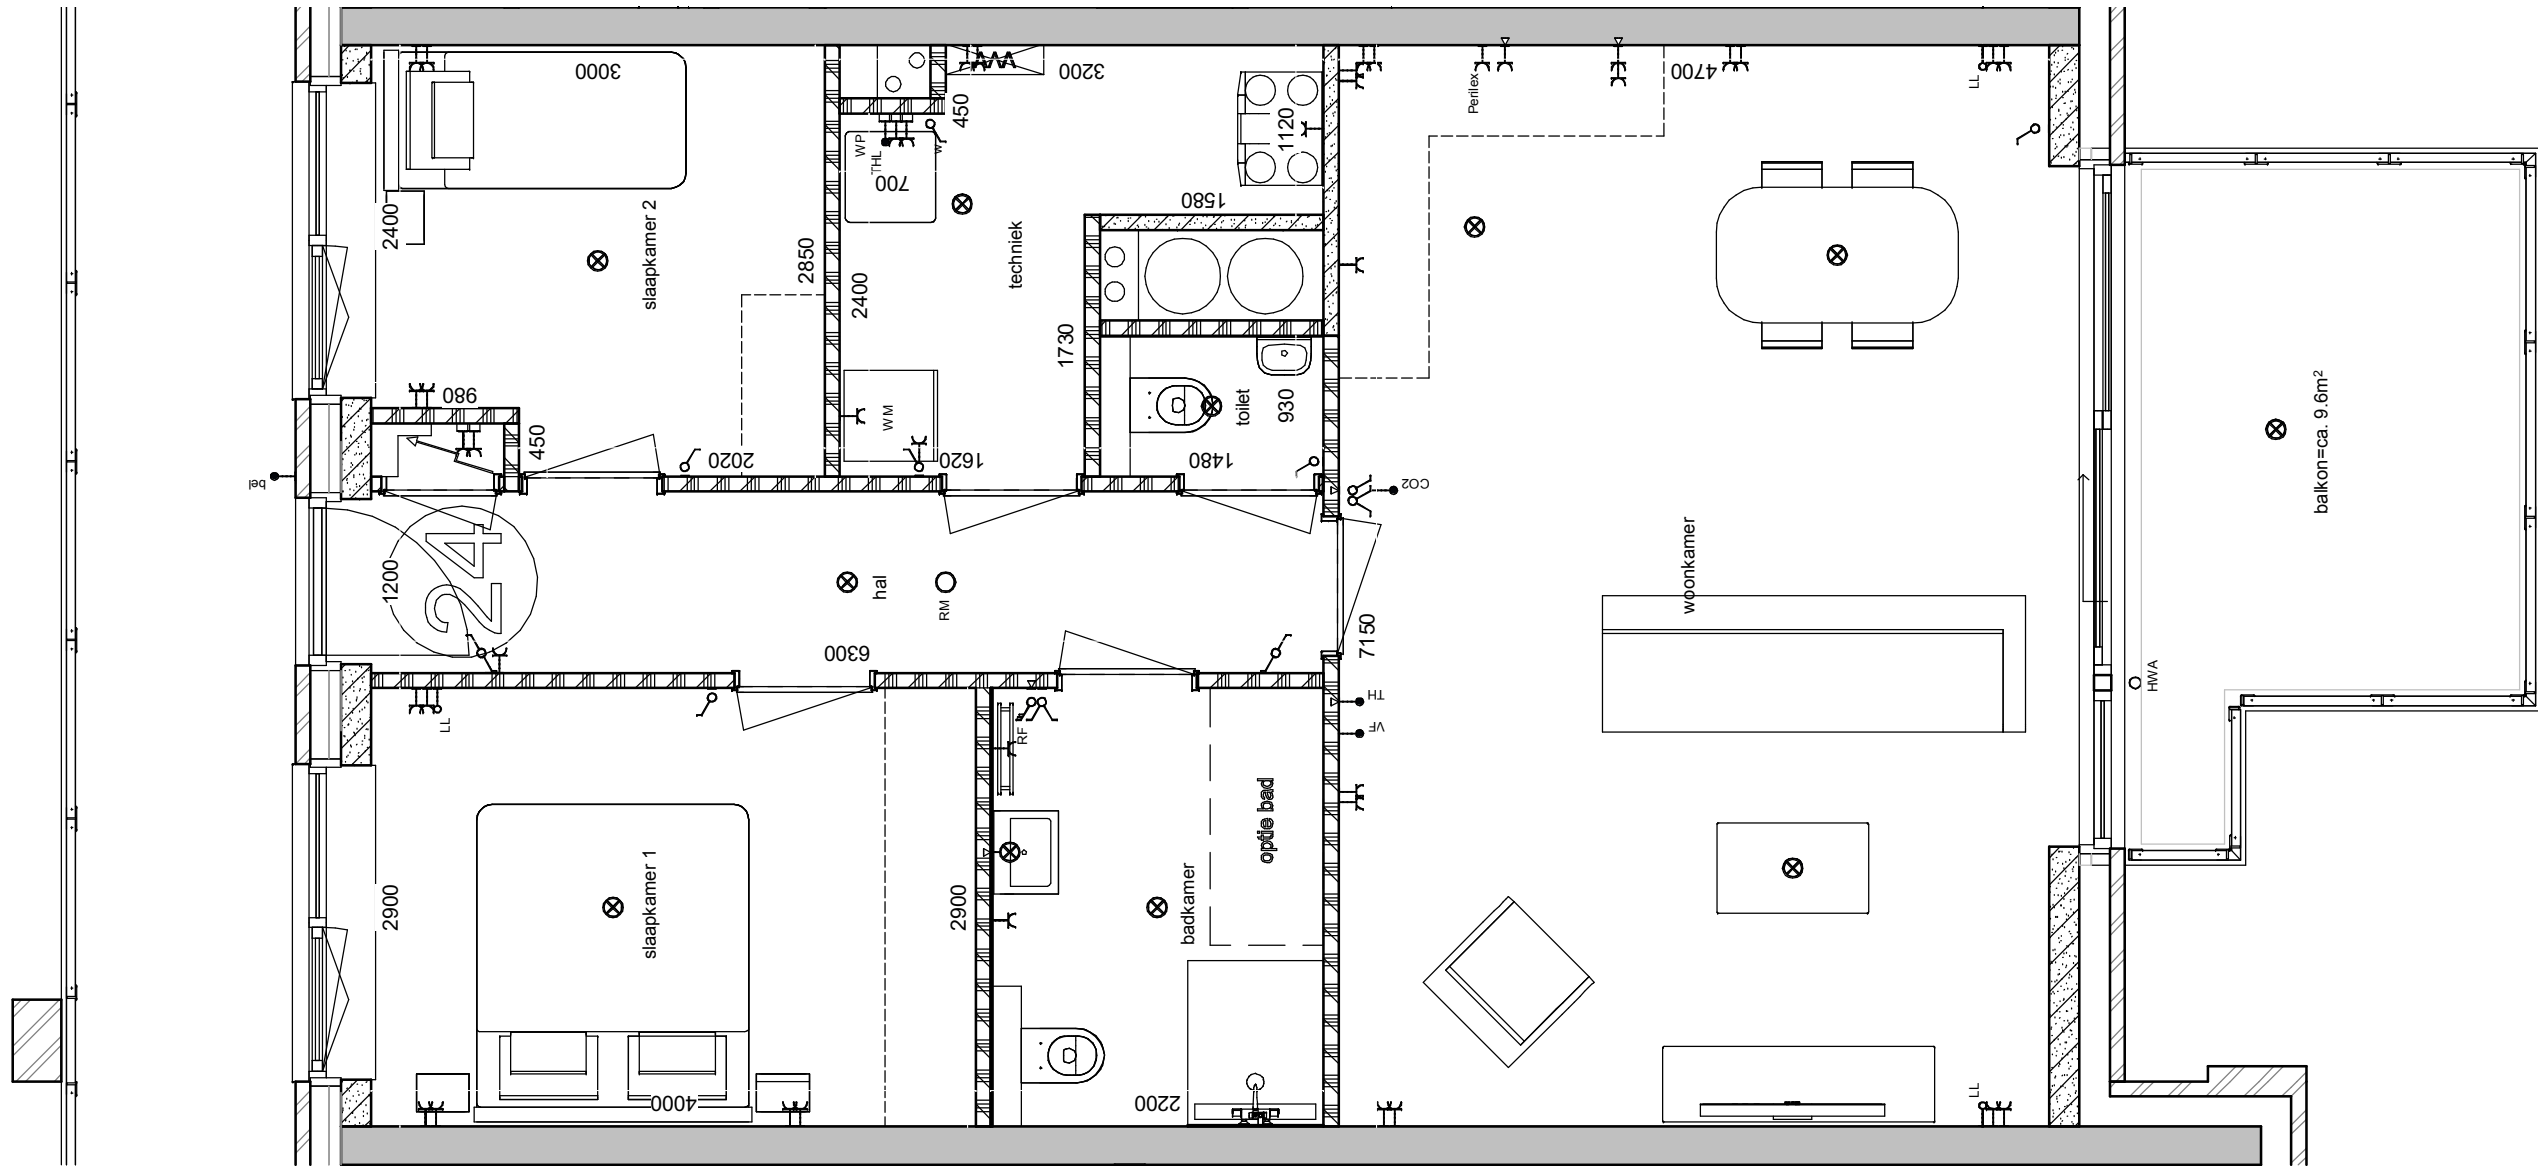 3000
2400
slaapkamer 2
2850
980
450
2020
bel
WP
THL
700
w
450
3200
techniek
2400
WM
1620
1120
1580
1730
toilet
930
1480
Perilex
4700
LL
CO2
woonkamer
7150
TH
VF
LL
balkon=ca. 9.6m²
HWA
1200
24
hal
RM
6300
LL
2900
slaapkamer 1
4000
2900
RF
badkamer
optie bad
2200